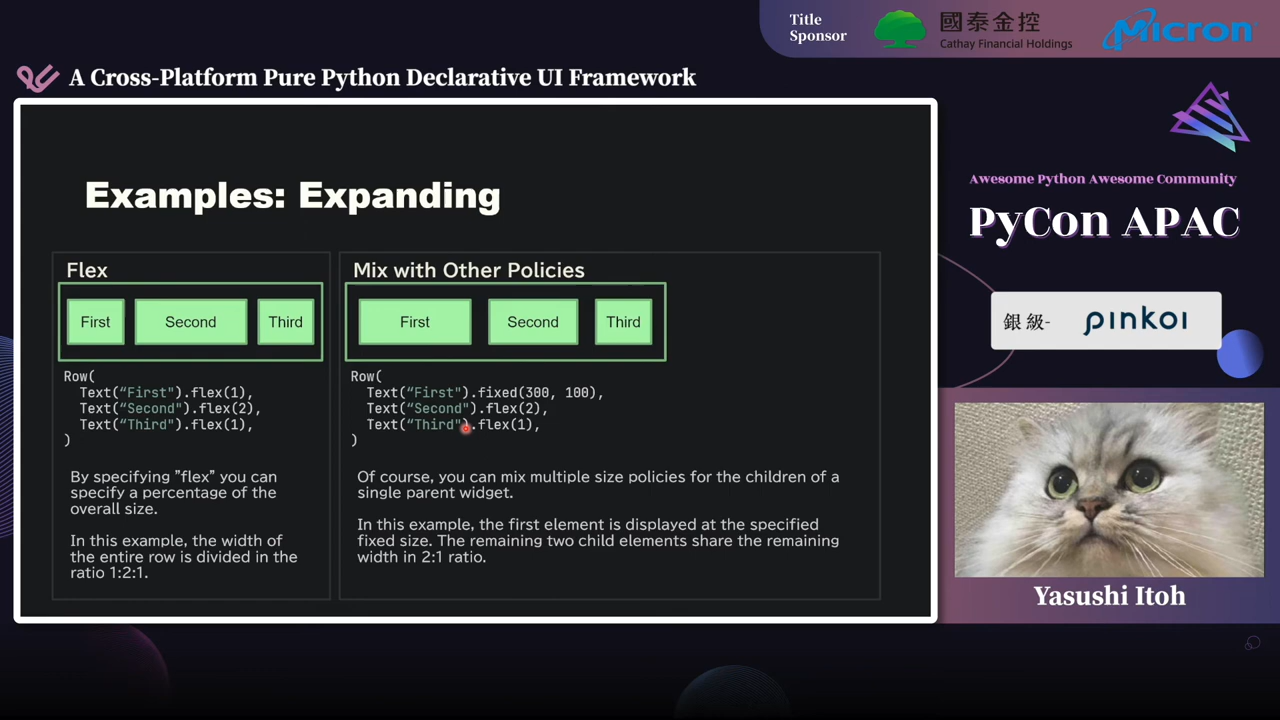 Title
Sponsor
國泰金控
Cathay Financial Holdings
Micron
A Cross-Platform Pure Python Declarative UI Framework
Examples: Expanding
Flex
First
Second
Third
Row(
Text(“First”).flex(1),
Text(“Second”).flex(2),
Text(“Third”).flex(1),
)
By specifying ”flex” you can
specify a percentage of the
overall size.
In this example, the width of
the entire row is divided in the
ratio 1:2:1.
Mix with Other Policies
First
Second
Third
Row(
Text(“First”).fixed(300, 100),
Text(“Second”).flex(2),
Text(“Third”).flex(1),
)
Of course, you can mix multiple size policies for the children of a
single parent widget.
In this example, the first element is displayed at the specified
fixed size. The remaining two child elements share the remaining
width in 2:1 ratio.
Awesome Python Awesome Community
PyCon APAC
銀級- pinkoi
Yasushi Itoh